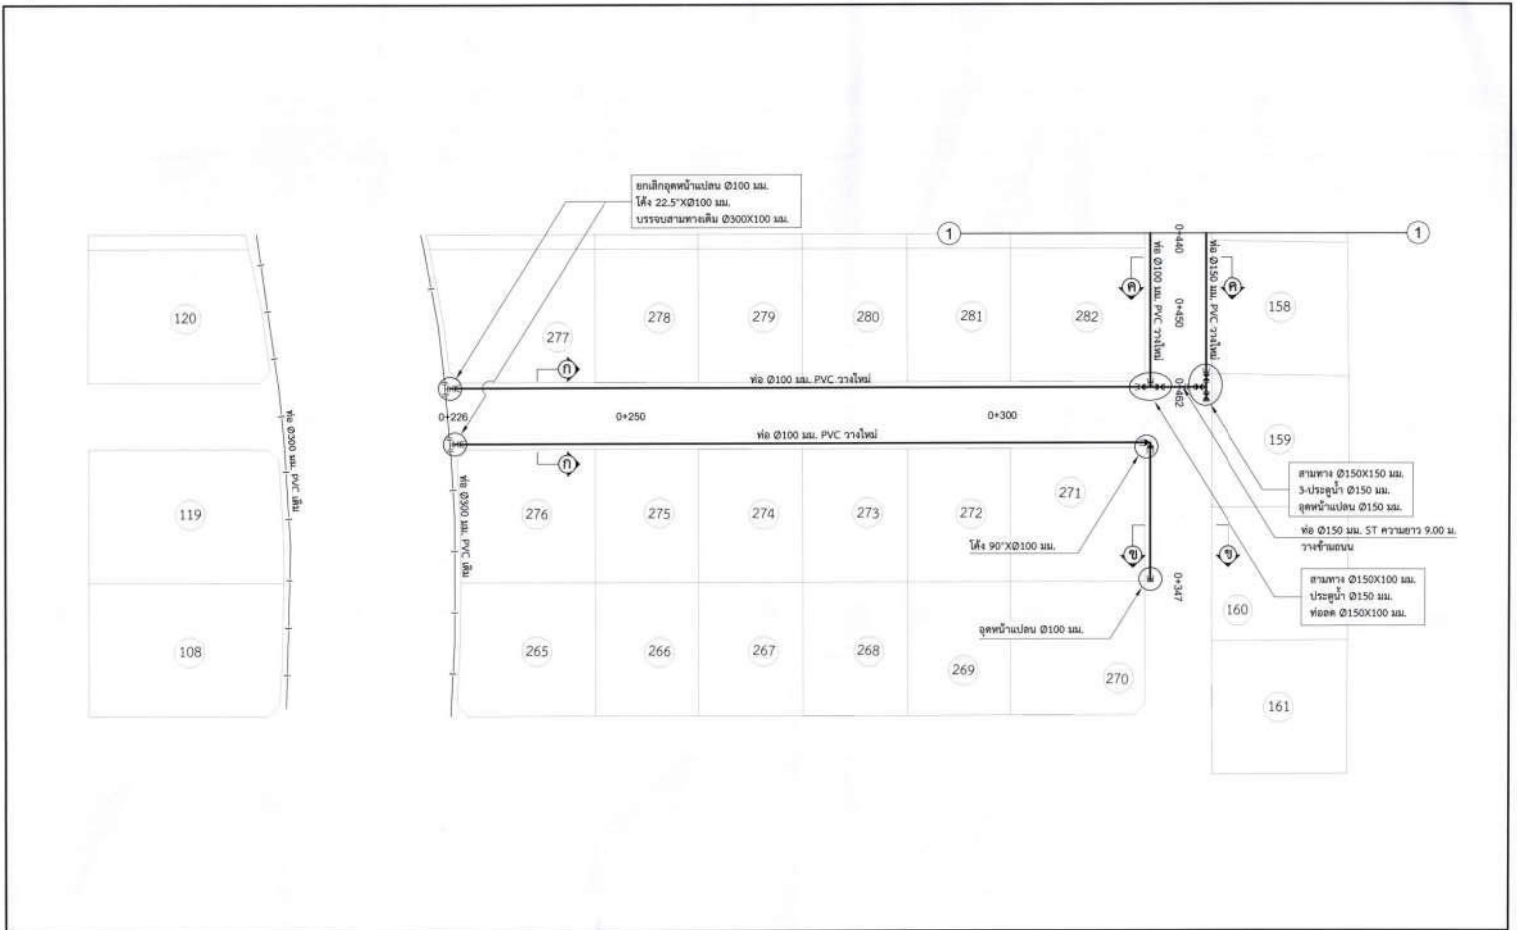 ยกเลิกอุดหน้าแปลน Ø100 มม.
โค้ง 22.5°XØ100 มม.
บรรจบสามทางเดิม Ø300X100 มม.
1
1
0+440
ท่อ Ø100 มม. PVC วางใหม่
ท่อ Ø150 มม. PVC วางใหม่
ค
ค
0+450
120
277
278
279
280
281
282
158
ก
ท่อ Ø100 มม. PVC วางใหม่
0+462
0+226
0+250
0+300
ท่อ Ø100 มม. PVC วางใหม่
159
ก
ท่อ Ø300 มม. PVC เดิม
ท่อ Ø300 มม. PVC เดิม
สามทาง Ø150X150 มม.
3-ประตูน้ำ Ø150 มม.
อุดหน้าแปลน Ø150 มม.
119
276
275
274
273
272
271
ท่อ Ø150 มม. ST ความยาว 9.00 ม.
วางข้ามถนน
โค้ง 90°XØ100 มม.
ข
ข
สามทาง Ø150X100 มม.
ประตูน้ำ Ø150 มม.
ท่อลด Ø150X100 มม.
0+347
160
อุดหน้าแปลน Ø100 มม.
108
265
266
267
268
269
270
161